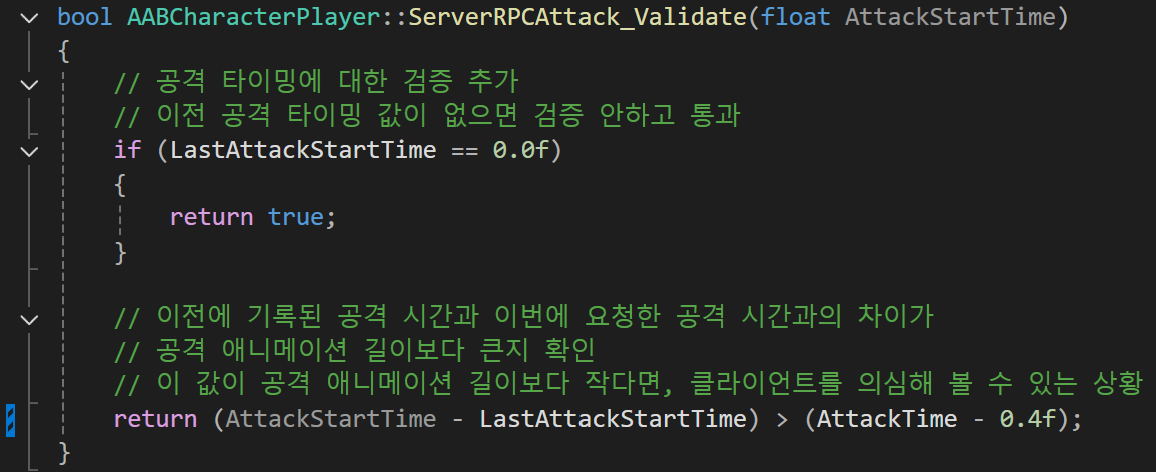 bool AABCharacterPlayer::ServerRPCAttack_Validate(float AttackStartTime)
{
// 공격 타이밍에 대한 검증 추가
// 이전 공격 타이밍 값이 없으면 검증 안하고 통과
if (LastAttackStartTime == 0.0f)
{
return true;
}
// 이전에 기록된 공격 시간과 이번에 요청한 공격 시간과의 차이가
// 공격 애니메이션 길이보다 큰지 확인
// 이 값이 공격 애니메이션 길이보다 작다면, 클라이언트를 의심해 볼 수 있는 상황
return (AttackStartTime - LastAttackStartTime) > (AttackTime - 0.4f);
}